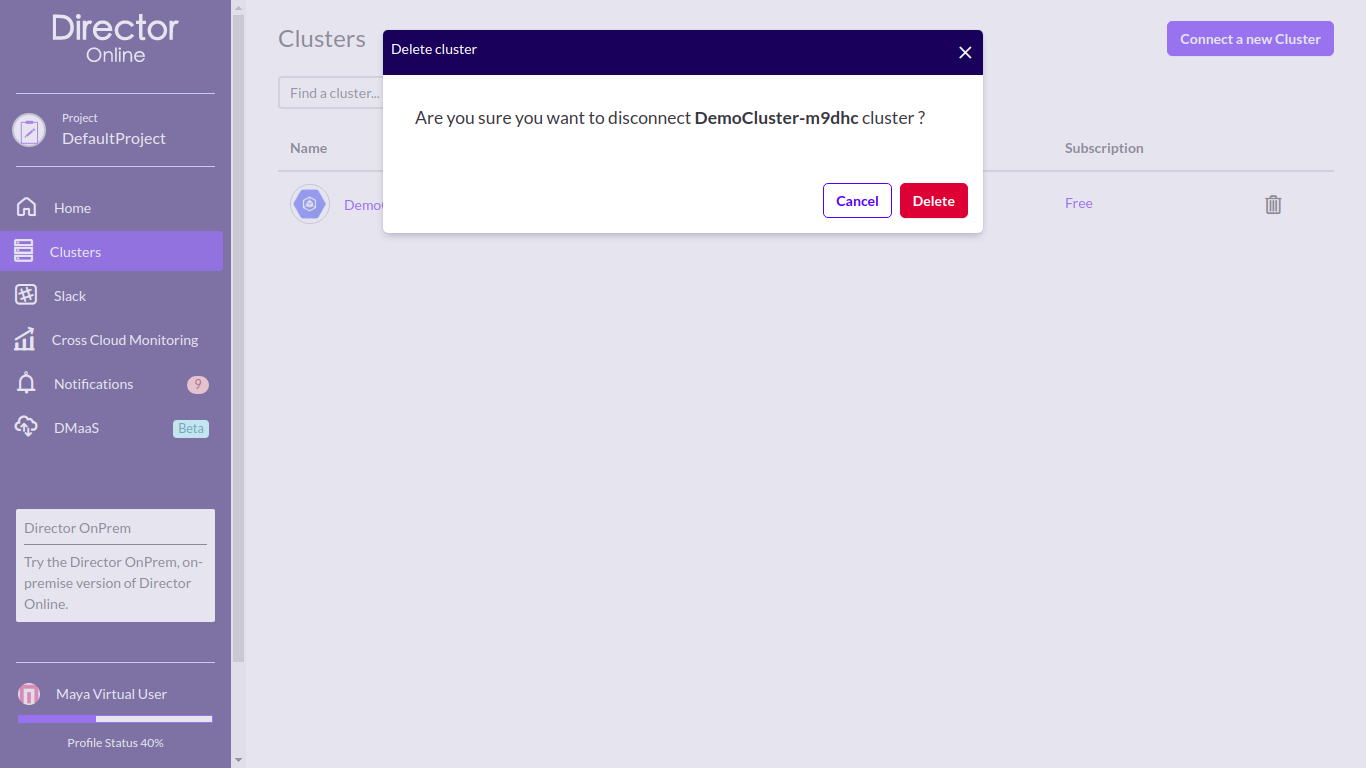 Director
Online
Project
DefaultProject
Home
Clusters
Slack
Cross Cloud Monitoring
Notifications 9
DMaaS Beta
Director OnPrem
Try the Director OnPrem, on-
premise version of Director
Online.
Maya Virtual User
Profile Status 40%
Clusters
Connect a new Cluster
Find a cluster...
Name Subscription
Free
Delete cluster
Are you sure you want to disconnect DemoCluster-m9dhc cluster ?
Cancel Delete